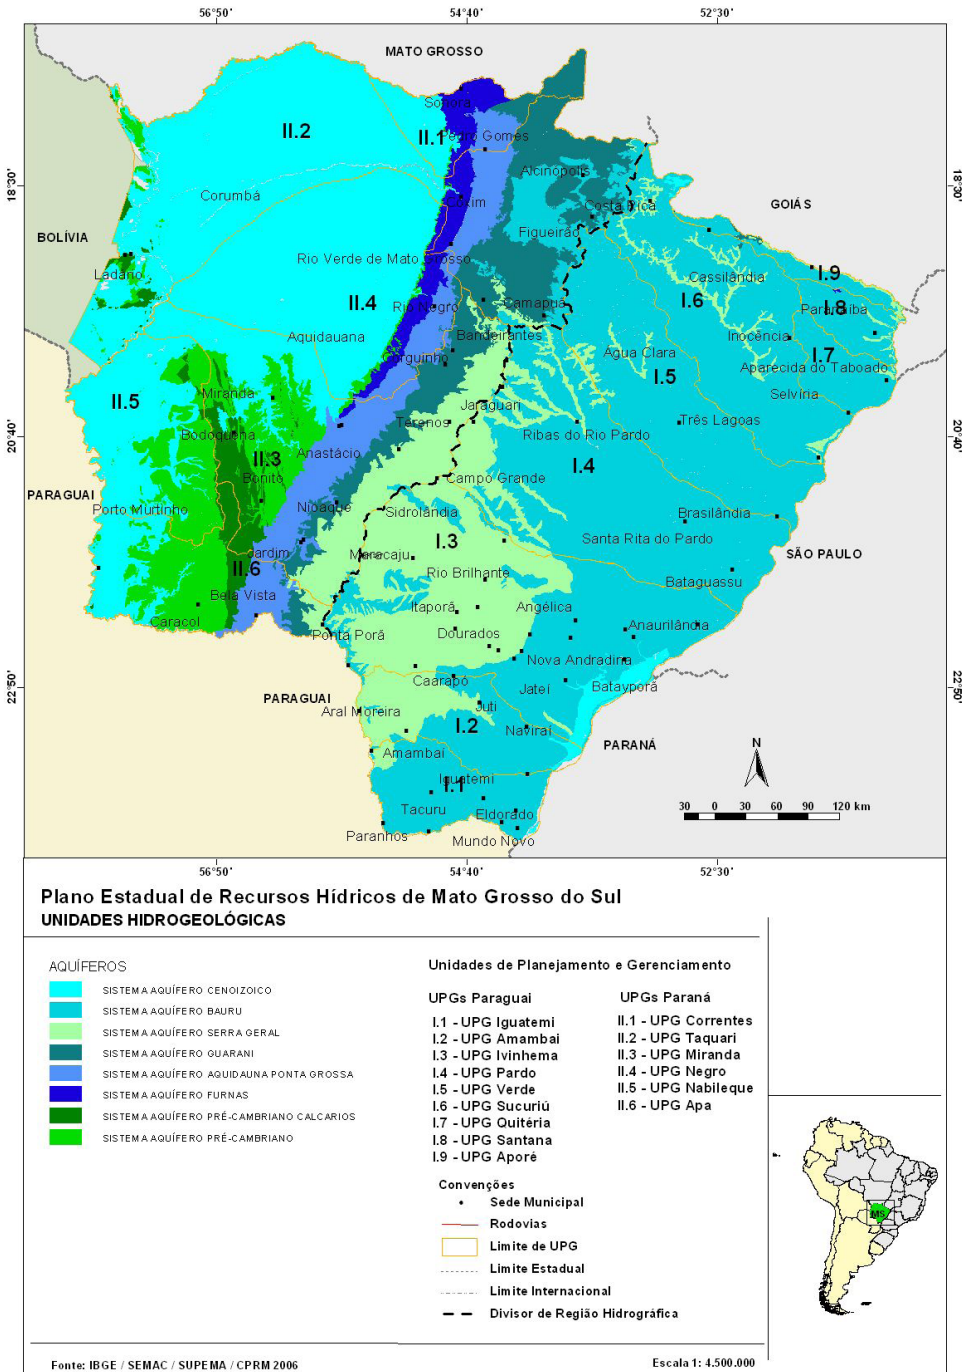 56°50' 54°40' 52°30'
MATO GROSSO
Sonora
II.2
II.1
Pedro Gomes
Alcinópolis
18°30'
18°30'
Corumbá
Coxim
Costa Rica
GOIÁS
Figueirão
BOLÍVIA
Rio Verde de Mato Grosso
Ladário
Cassilândia
I.9
II.4
Rio Negro
Camapuã
I.6
I.8
Paranaíba
Aquidauana
Bandeirantes
Inocência
Corguinho
Água Clara
I.7
Aparecida do Taboado
I.5
II.5
Miranda
Selvíria
Jaraguari
Bodoquena
Terenos
Três Lagoas
Ribas do Rio Pardo
20°40'
20°40'
II.3
Anastácio
I.4
Bonito
Campo Grande
PARAGUAI
Porto Murtinho
Nioaque
Sidrolândia
Brasilândia
Santa Rita do Pardo
I.3
SÃO PAULO
Jardim
Maracaju
II.6
Rio Brilhante
Bataguassu
Bela Vista
Itaporã
Angélica
Caracol
Ponta Porã
Dourados
Anaurilândia
Nova Andradina
Caarapó
Jateí
Batayporã
22°50'
22°50'
PARAGUAI
Aral Moreira
Juti
I.2
Naviraí
PARANÁ
N
Amambaí
Iguatemi
I.1
Tacuru
Eldorado
30 0 30 60 90 120 km
Paranhos
Mundo Novo
56°50' 54°40' 52°30'
Plano Estadual de Recursos Hídricos de Mato Grosso do Sul
UNIDADES HIDROGEOLÓGICAS
AQUÍFEROS
SISTEMA AQUÍFERO CENOIZOICO
SISTEMA AQUÍFERO BAURU
SISTEMA AQUÍFERO SERRA GERAL
SISTEMA AQUÍFERO GUARANI
SISTEMA AQUÍFERO AQUIDAUNA PONTA GROSSA
SISTEMA AQUÍFERO FURNAS
SISTEMA AQUÍFERO PRÉ-CAMBRIANO CALCARIOS
SISTEMA AQUÍFERO PRÉ-CAMBRIANO
Unidades de Planejamento e Gerenciamento
UPGs Paraguai
I.1 - UPG Iguatemi
I.2 - UPG Amambai
I.3 - UPG Ivinhema
I.4 - UPG Pardo
I.5 - UPG Verde
I.6 - UPG Sucuriú
I.7 - UPG Quitéria
I.8 - UPG Santana
I.9 - UPG Aporé
UPGs Paraná
II.1 - UPG Correntes
II.2 - UPG Taquari
II.3 - UPG Miranda
II.4 - UPG Negro
II.5 - UPG Nabileque
II.6 - UPG Apa
Convenções
Sede Municipal
Rodovias
Limite de UPG
Limite Estadual
Limite Internacional
Divisor de Região Hidrográfica
MS
Fonte: IBGE / SEMAC / SUPEMA / CPRM 2006
Escala 1: 4.500.000